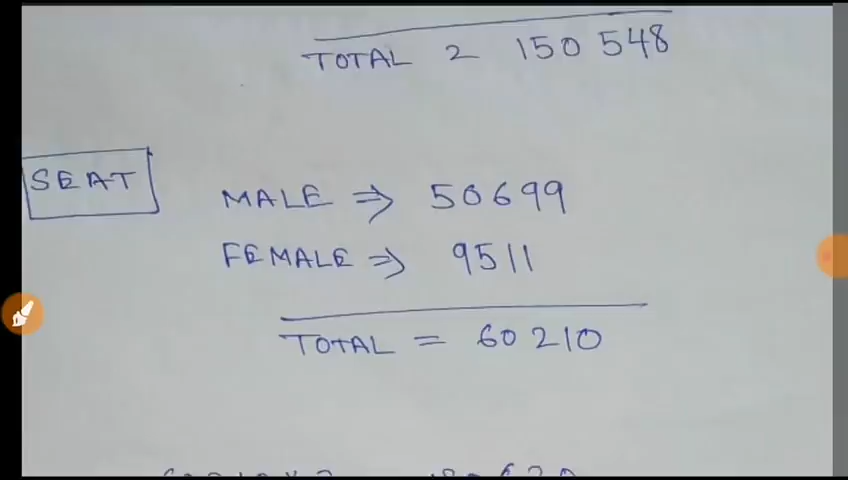 TOTAL 2 150 548
SEAT
MALE ⇒ 50699
FEMALE ⇒ 9511
TOTAL = 60210